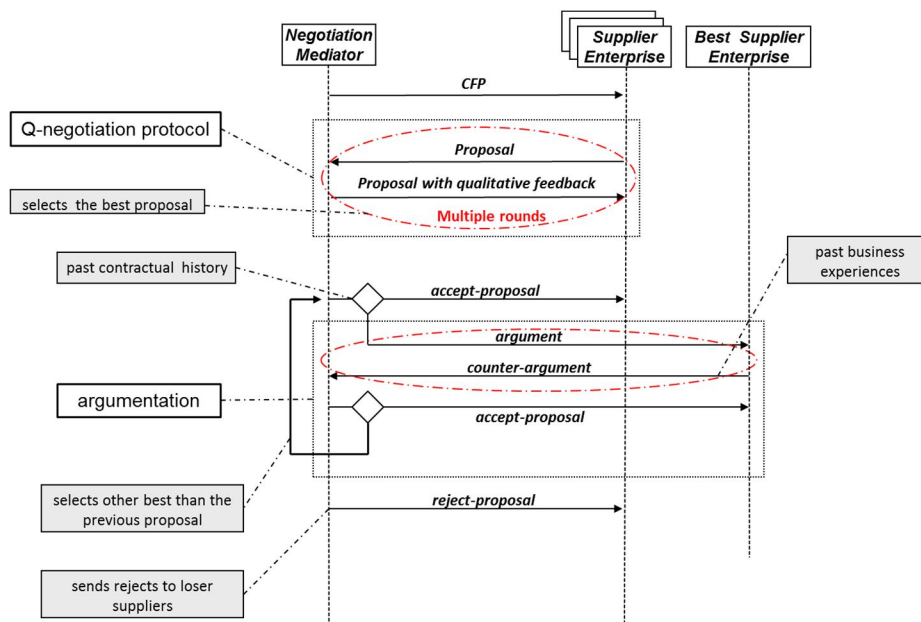 Negotiation
Mediator
Supplier
Enterprise
Best Supplier
Enterprise
CFP
Q-negotiation protocol
Proposal
Proposal with qualitative feedback
selects the best proposal
Multiple rounds
past business
experiences
past contractual history
accept-proposal
argument
counter-argument
argumentation
accept-proposal
selects other best than the
previous proposal
reject-proposal
sends rejects to loser
suppliers